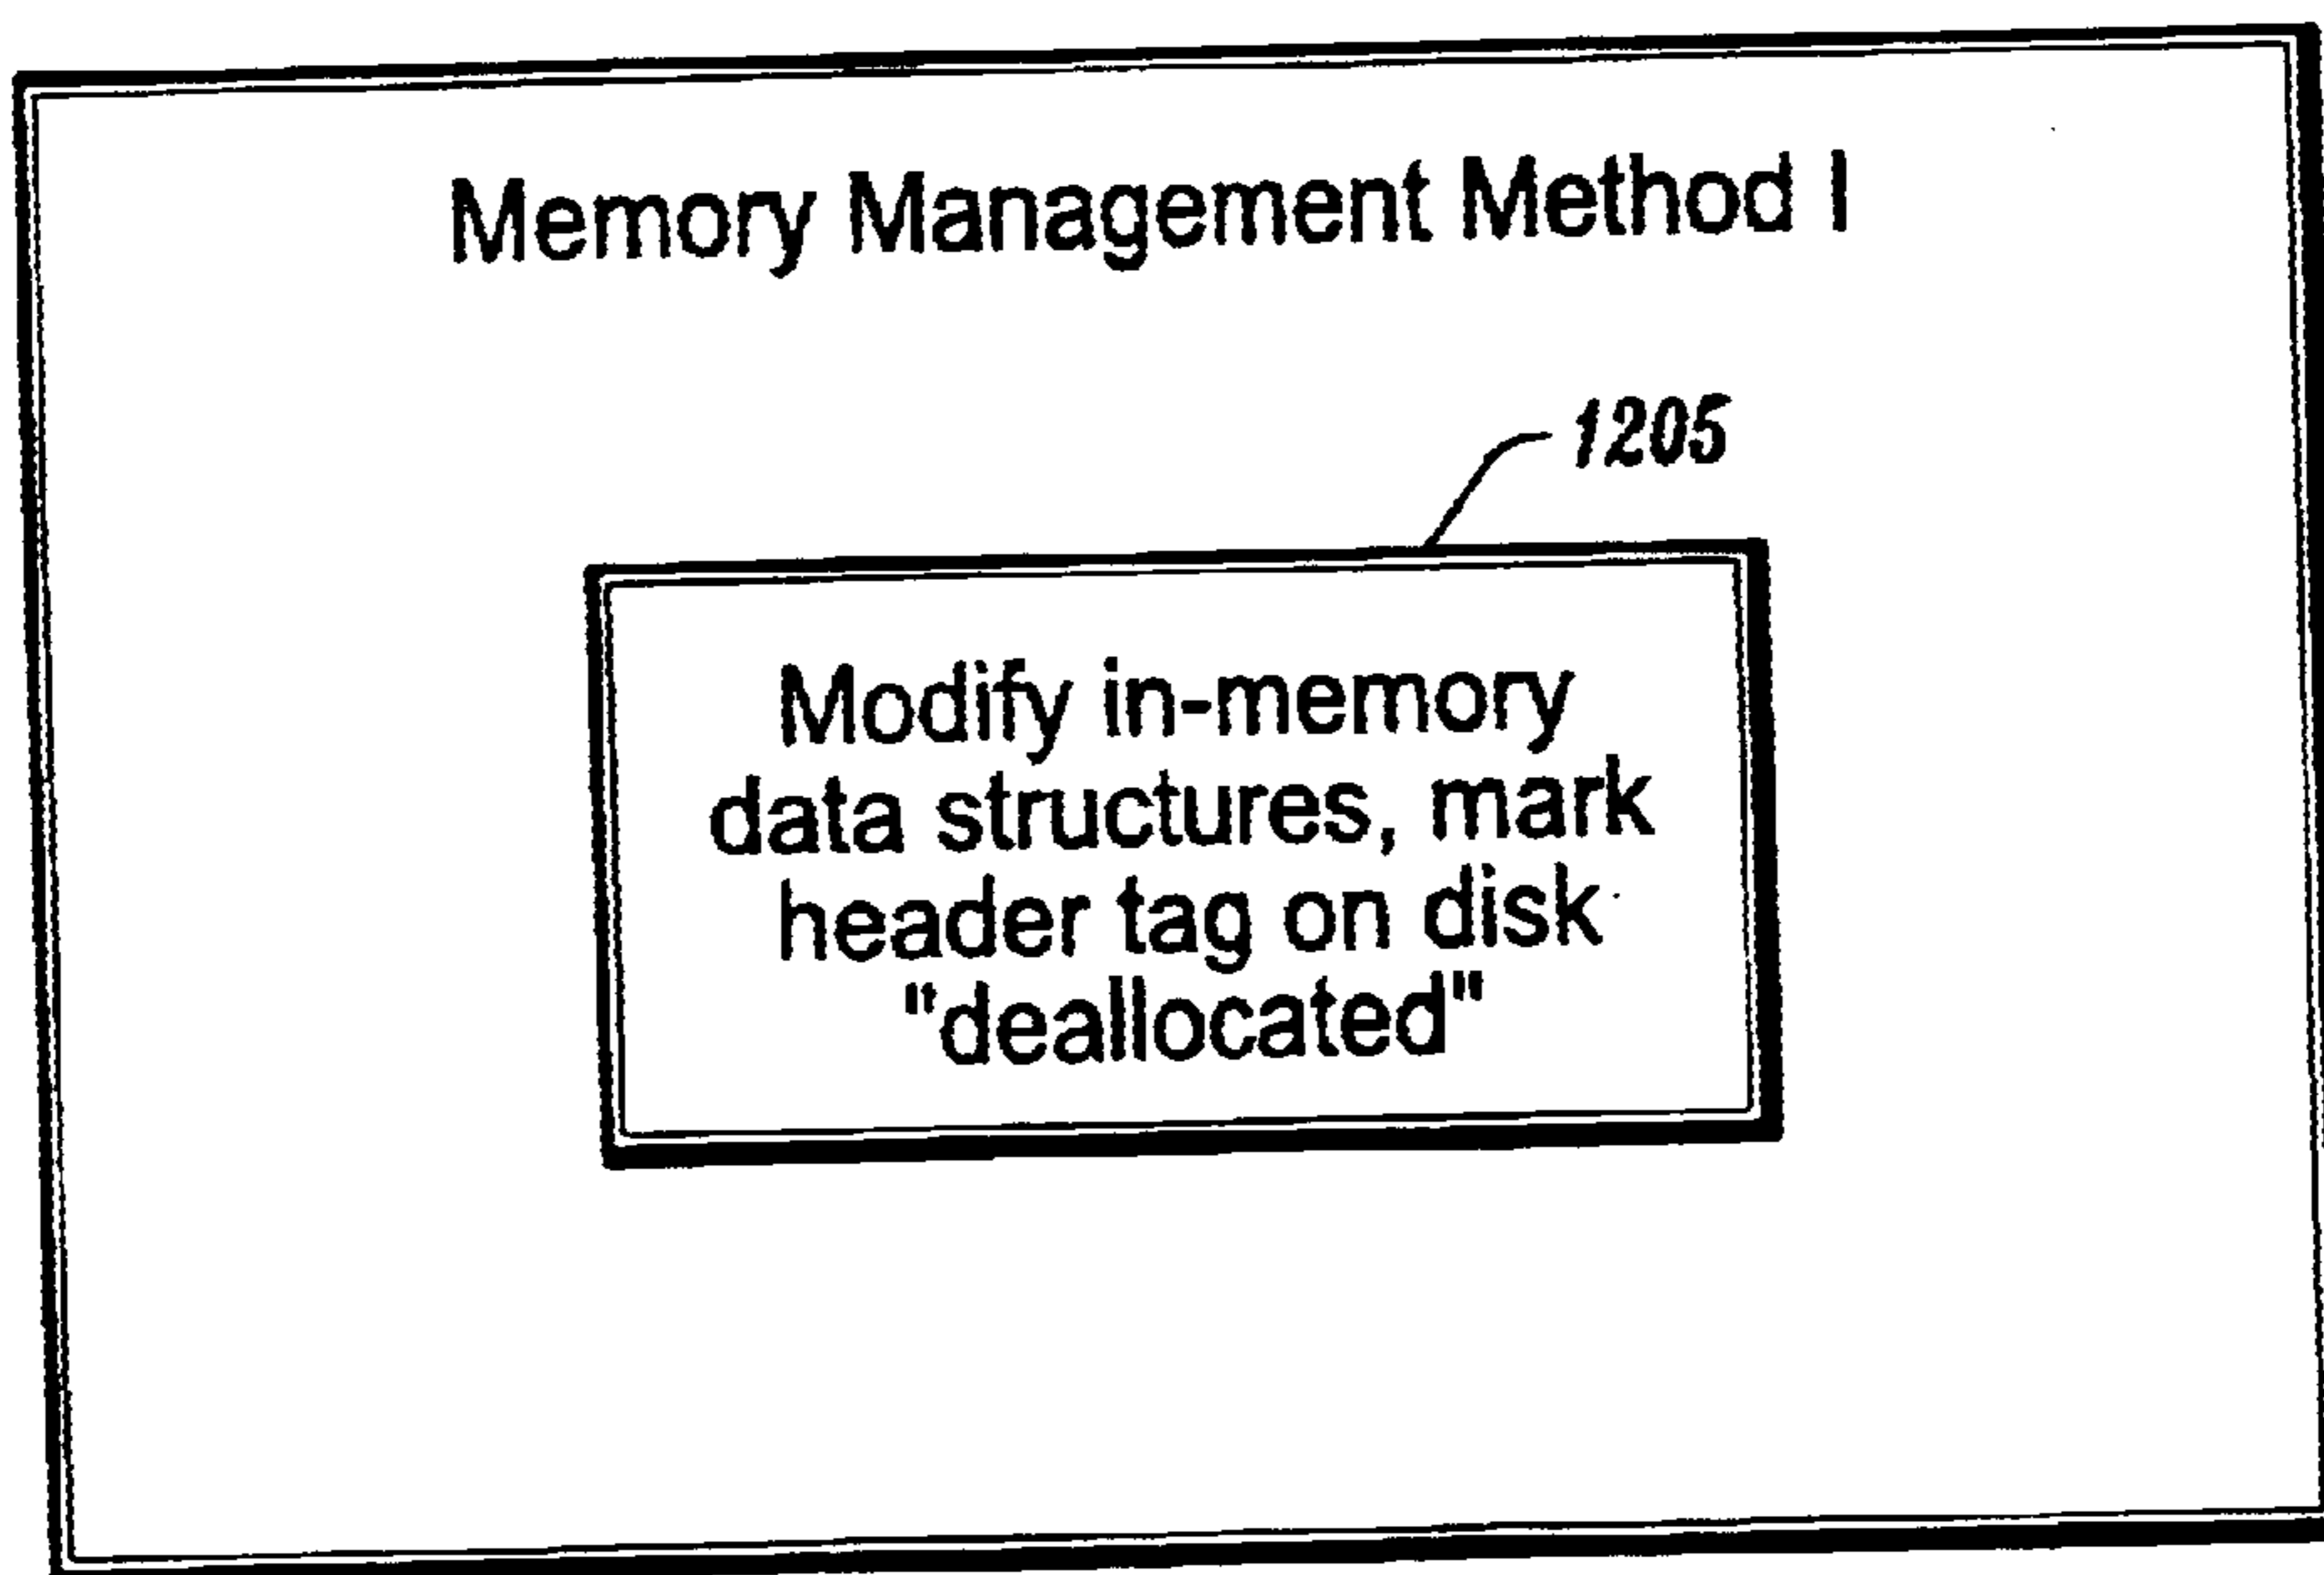 Memory Management Method I
1205
Modify in-memory
data structures, mark
header tag on disk
"deallocated"